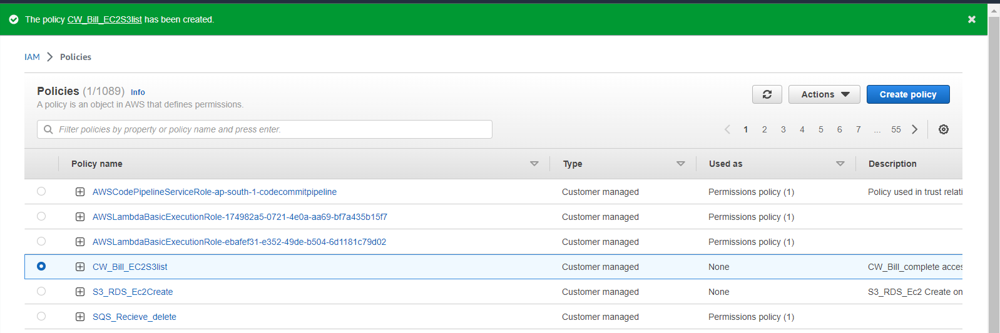 The policy CW_Bill_EC2S3list has been created.
IAM > Policies
Policies (1/1089) Info
A policy is an object in AWS that defines permissions.
Actions
Create policy
Filter policies by property or policy name and press enter.
1 2 3 4 5 6 7 ... 55
Policy name Type Used as Description
AWSCodePipelineServiceRole-ap-south-1-codecommitpipeline Customer managed Permissions policy (1) Policy used in trust relati
AWSLambdaBasicExecutionRole-174982a5-0721-4e0a-aa69-bf7a435b15f7 Customer managed Permissions policy (1)
AWSLambdaBasicExecutionRole-ebafef31-e352-49de-b504-6d1181c79d02 Customer managed Permissions policy (1)
CW_Bill_EC2S3list Customer managed None CW_Bill_complete acces
S3_RDS_Ec2Create Customer managed None S3_RDS_Ec2 Create on
SQS_Recieve_delete Customer managed Permissions policy (1)